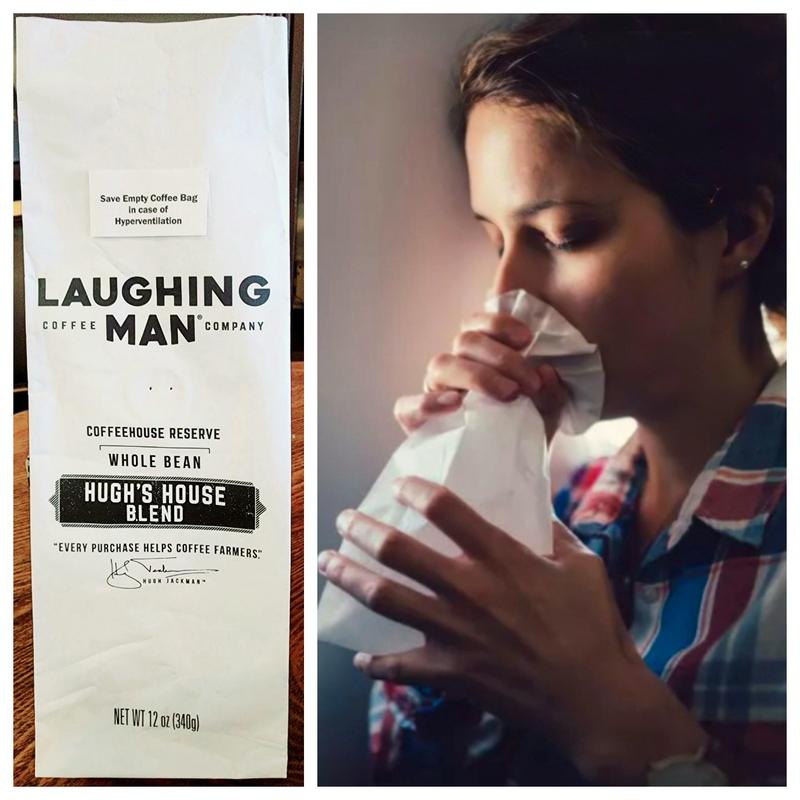 Save Empty Coffee Bag
in case of
Hyperventilation
LAUGHING
COFFEE MAN® COMPANY
COFFEEHOUSE RESERVE
WHOLE BEAN
HUGH'S HOUSE
BLEND
"EVERY PURCHASE HELPS COFFEE FARMERS."
HUGH JACKMAN™
NET WT 12 oz (340g)